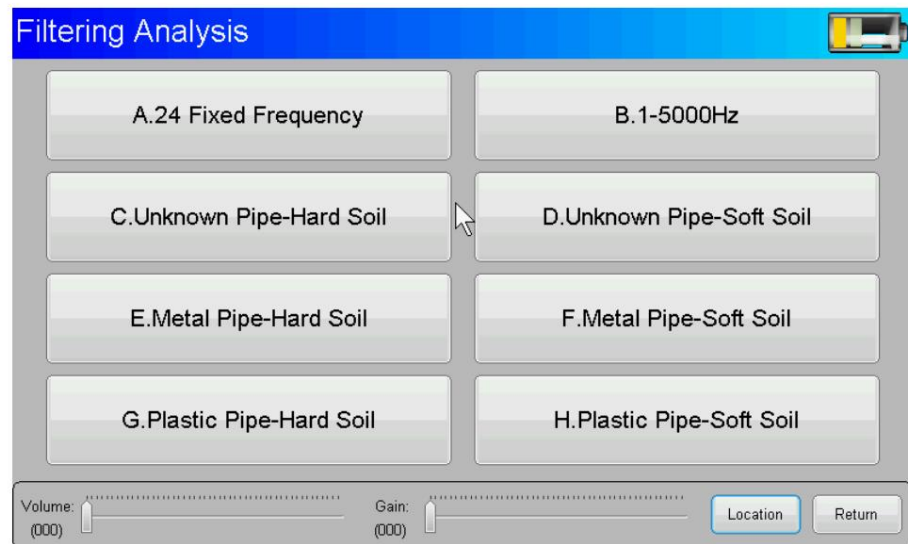 Filtering Analysis
A.24 Fixed Frequency
B.1-5000Hz
C.Unknown Pipe-Hard Soil
D.Unknown Pipe-Soft Soil
E.Metal Pipe-Hard Soil
F.Metal Pipe-Soft Soil
G.Plastic Pipe-Hard Soil
H.Plastic Pipe-Soft Soil
Volume:
(000)
Gain:
(000)
Location
Return